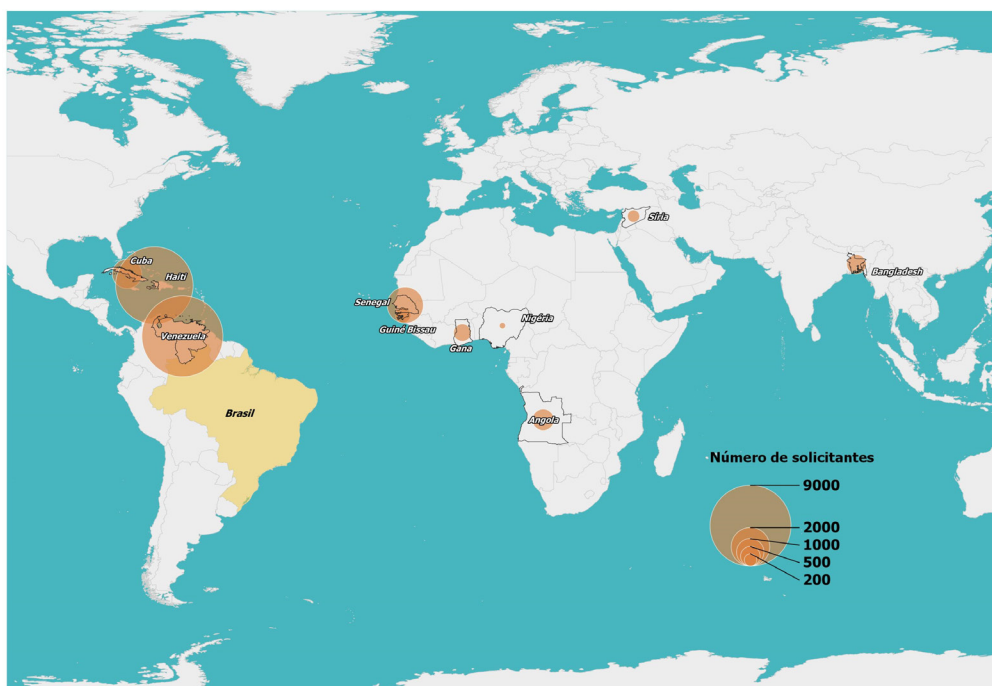 Síria
Cuba
Haiti
Bangladesh
Senegal
Nigéria
Guiné Bissau
Venezuela
Gana
Brasil
Angola
Número de solicitantes
9000
2000
1000
500
200